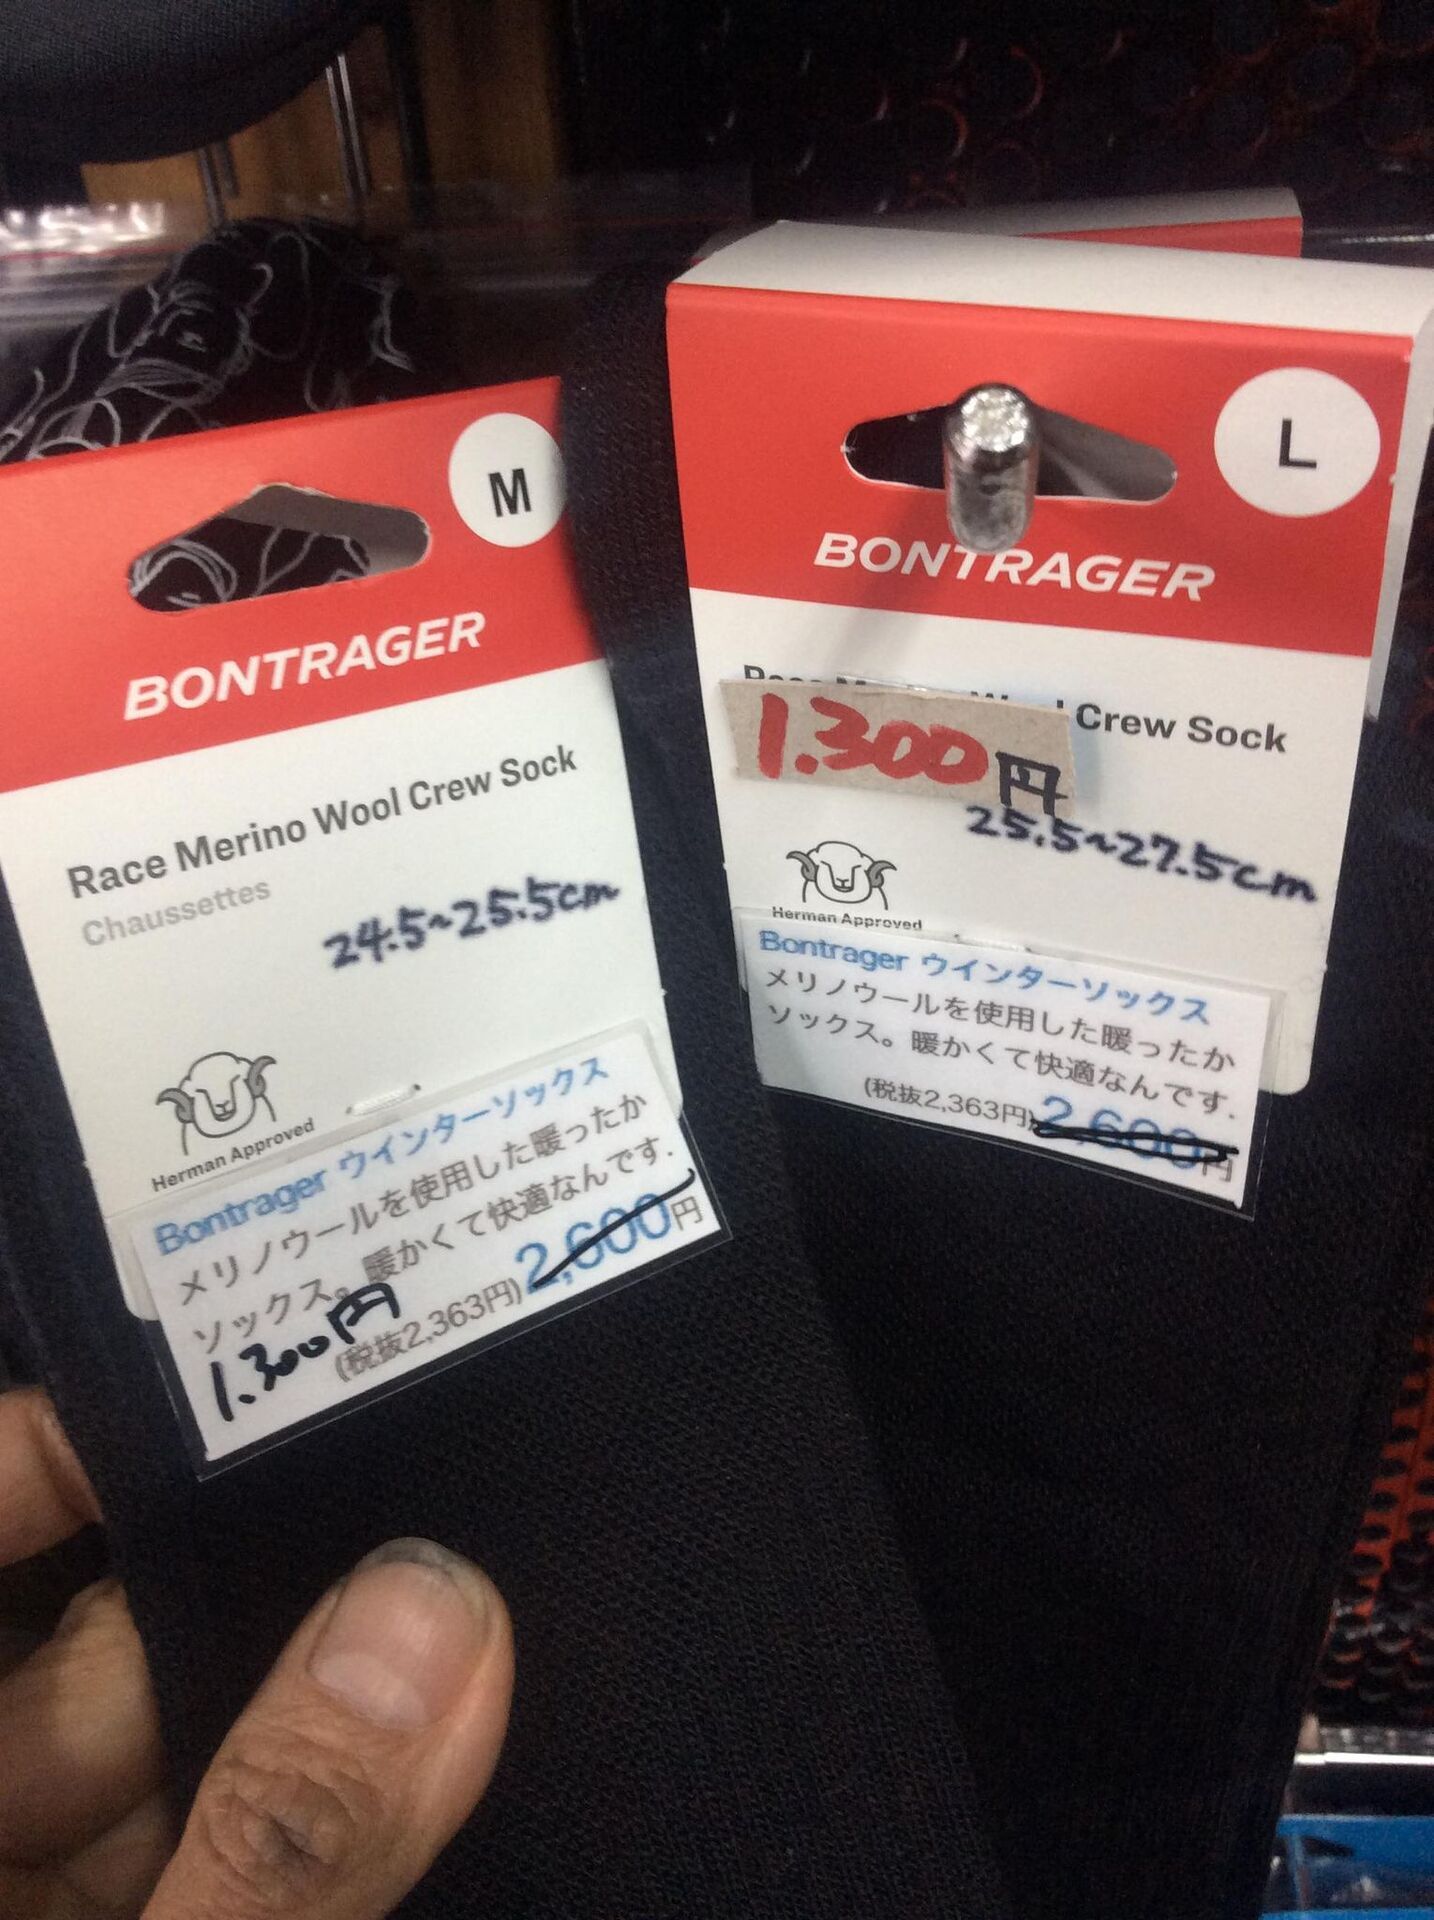 M
BONTRAGER
Race Merino Wool Crew Sock
Chaussettes
24.5~25.5cm
Herman Approved
Bontrager ウインターソックス
メリノウールを使用した暖ったか
ソックス。暖かくて快適なんです.
(税抜2,363円) 2,600円
1.300円
L
BONTRAGER
Crew Sock
1.300円
25.5~27.5cm
Herman Approved
Bontrager ウインターソックス
メリノウールを使用した暖ったか
ソックス。暖かくて快適なんです.
(税抜2,363円) 2,600円